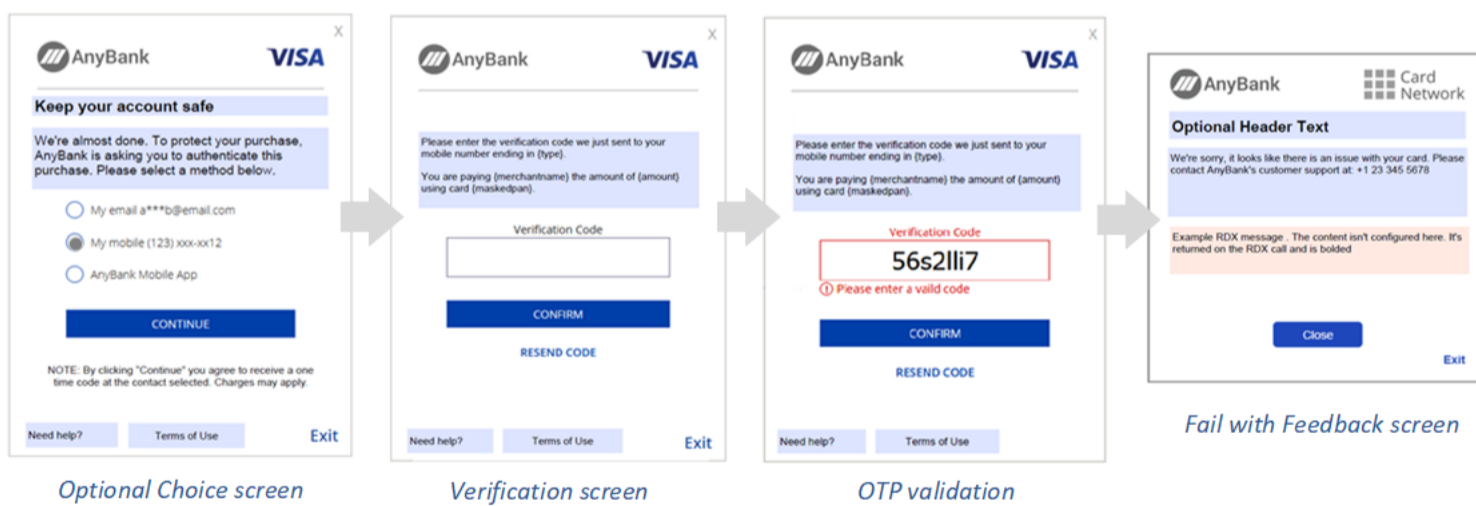 X
AnyBank
VISA
Keep your account safe
We're almost done. To protect your purchase,
AnyBank is asking you to authenticate this
purchase. Please select a method below.
My email a***b@email.com
My mobile (123) xxx-xx12
AnyBank Mobile App
CONTINUE
NOTE: By clicking "Continue" you agree to receive a one
time code at the contact selected. Charges may apply.
Need help?
Terms of Use
Exit
Optional Choice screen
X
AnyBank
VISA
Please enter the verification code we just sent to your
mobile number ending in {type}.
You are paying {merchantname} the amount of {amount}
using card {maskedpan}.
Verification Code
CONFIRM
RESEND CODE
Need help?
Terms of Use
Exit
Verification screen
X
AnyBank
VISA
Please enter the verification code we just sent to your
mobile number ending in {type}.
You are paying {merchantname} the amount of {amount}
using card {maskedpan}.
Verification Code
56s2lli7
Please enter a vaild code
CONFIRM
RESEND CODE
Need help?
Terms of Use
OTP validation
AnyBank
Card
Network
Optional Header Text
We're sorry, it looks like there is an issue with your card. Please
contact AnyBank's customer support at: +1 23 345 5678
Example RDX message . The content isn't configured here. It's
returned on the RDX call and is bolded
Close
Exit
Fail with Feedback screen